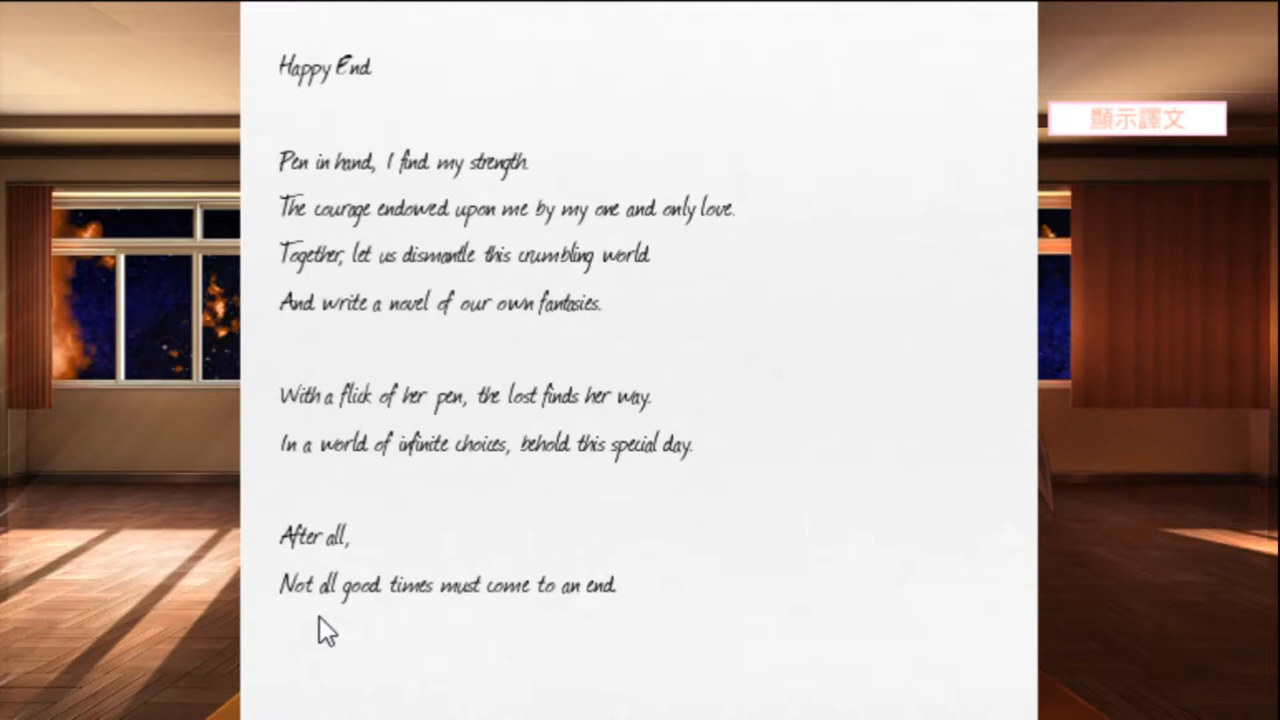 Happy End
顯示譯文
Pen in hand, I find my strength.
The courage endowed upon me by my one and only love.
Together, let us dismantle this crumbling world
And write a novel of our own fantasies.
With a flick of her pen, the lost finds her way.
In a world of infinite choices, behold this special day.
After all,
Not all good times must come to an end.